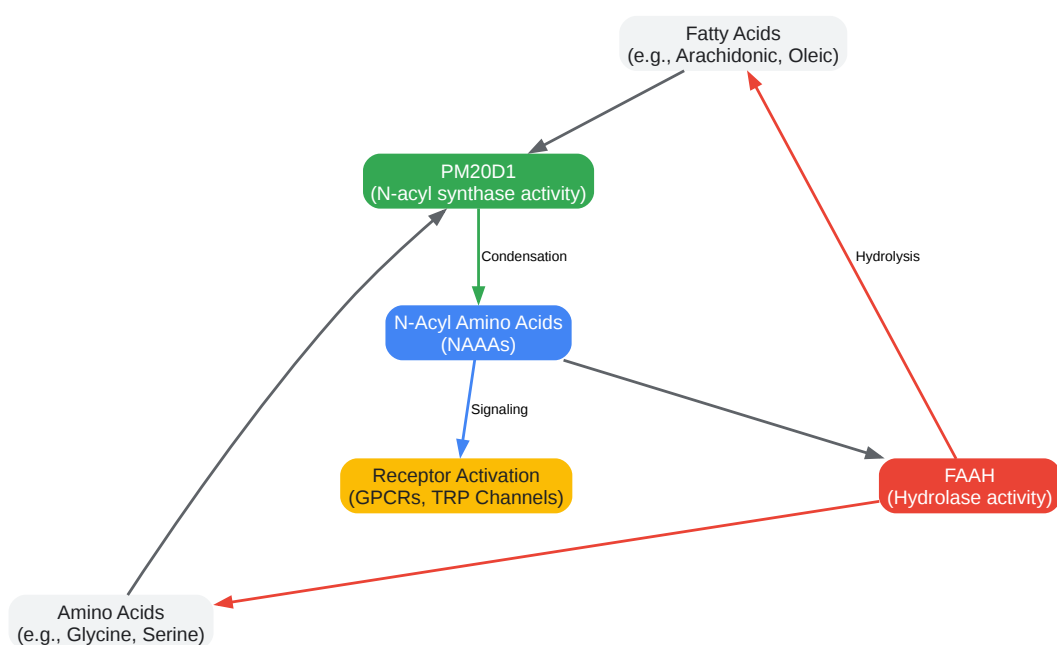 Fatty Acids
(e.g., Arachidonic, Oleic)
PM20D1
(N-acyl synthase activity)
Condensation
Hydrolysis
N-Acyl Amino Acids
(NAAAs)
Signaling
Receptor Activation
(GPCRs, TRP Channels)
FAAH
(Hydrolase activity)
Amino Acids
(e.g., Glycine, Serine)